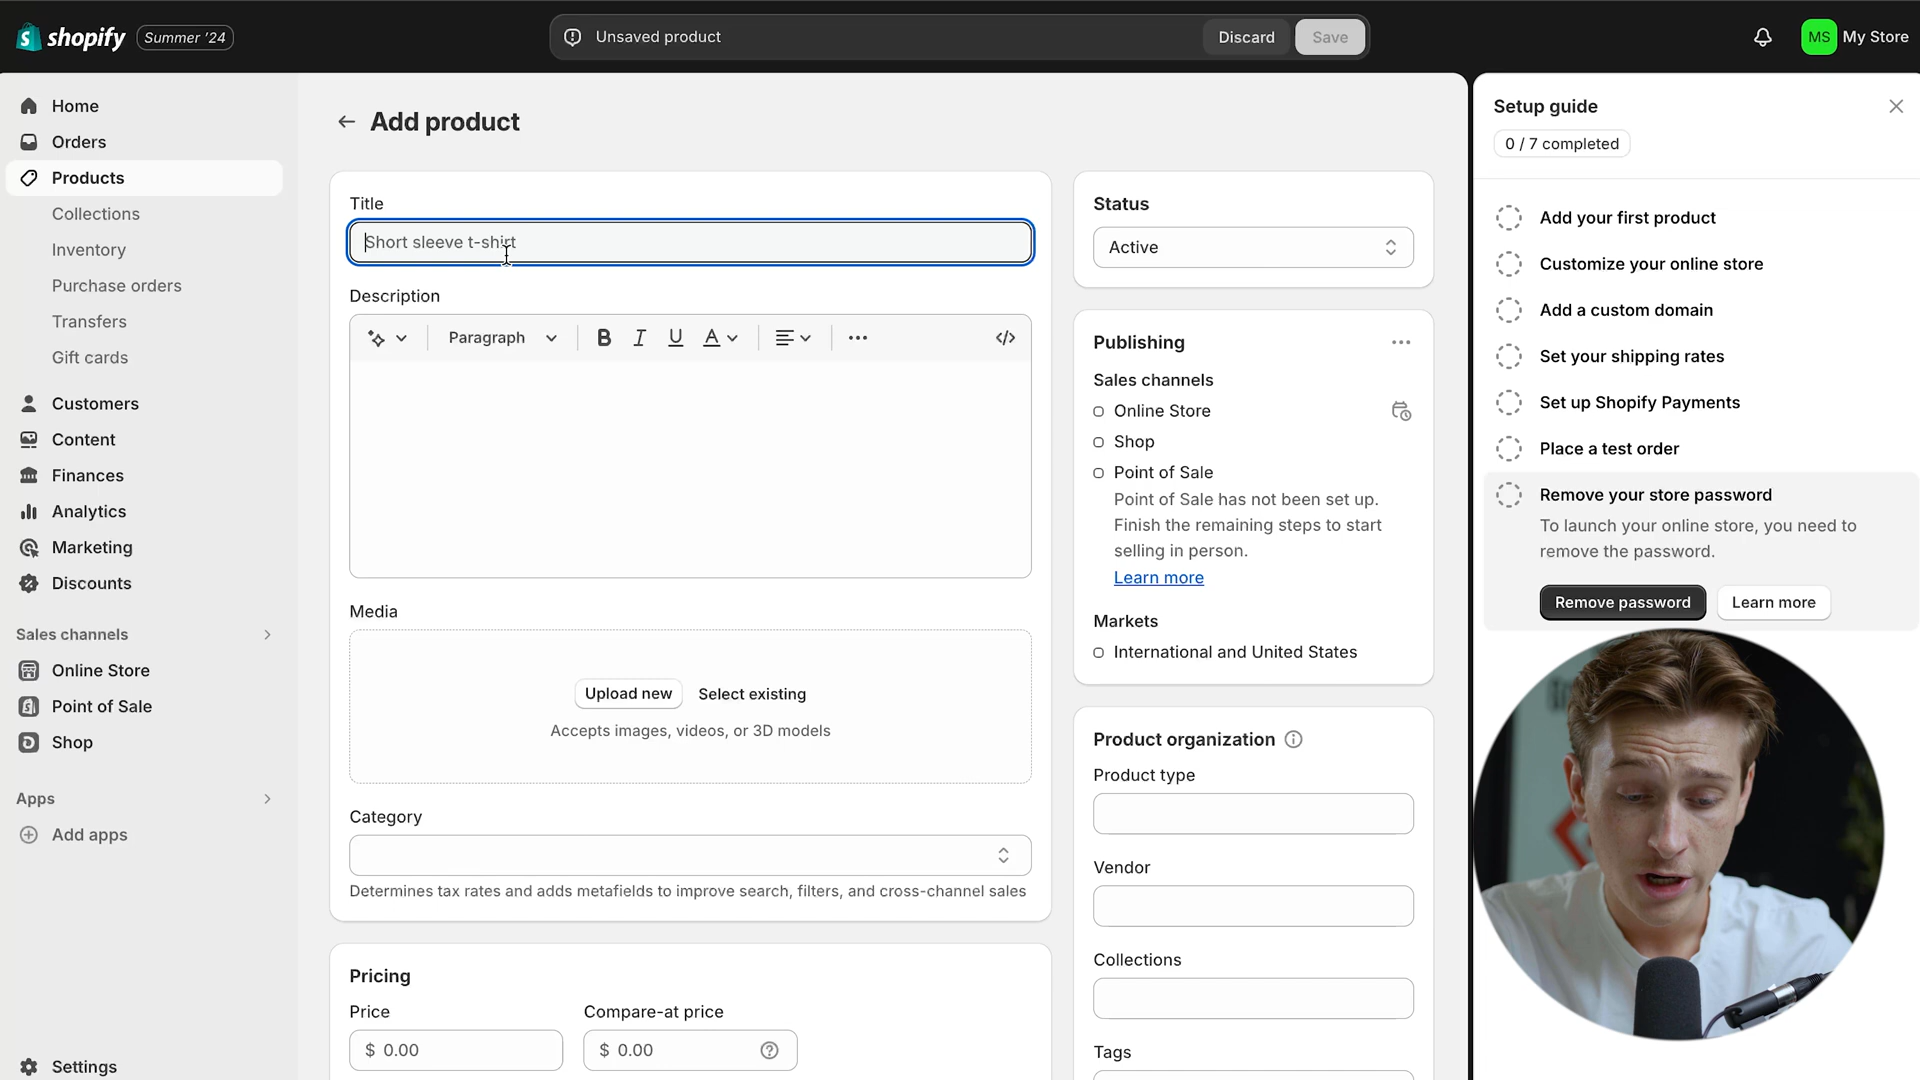 shopify
Summer '24
Unsaved product
Discard
Save
MS
My Store
Home
Orders
Products
Collections
Inventory
Purchase orders
Transfers
Gift cards
Customers
Content
Finances
Analytics
Marketing
Discounts
Sales channels
Online Store
Point of Sale
Shop
Apps
Add apps
Settings
Add product
Title
Short sleeve t-shirt
Description
Paragraph
B I U A
Media
Upload new
Select existing
Accepts images, videos, or 3D models
Category
Determines tax rates and adds metafields to improve search, filters, and cross-channel sales
Pricing
Price
Compare-at price
$ 0.00
$ 0.00
Status
Active
Publishing
Sales channels
Online Store
Shop
Point of Sale
Point of Sale has not been set up.
Finish the remaining steps to start
selling in person.
Learn more
Markets
International and United States
Product organization
Product type
Vendor
Collections
Tags
Setup guide
0 / 7 completed
Add your first product
Customize your online store
Add a custom domain
Set your shipping rates
Set up Shopify Payments
Place a test order
Remove your store password
To launch your online store, you need to
remove the password.
Remove password
Learn more